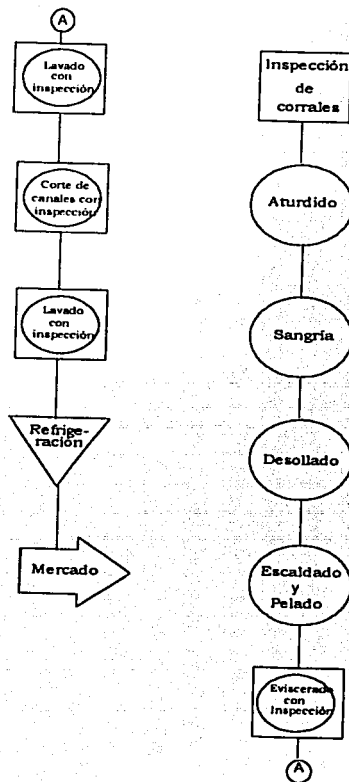 A
Lavado
con
inspección
Corte de
canales con
inspección
Lavado
con
inspección
Refrige-
ración
Mercado
Inspección
de
corrales
Aturdido
Sangría
Desollado
Escaldado
y
Pelado
Eviscerado
con
Inspección
A